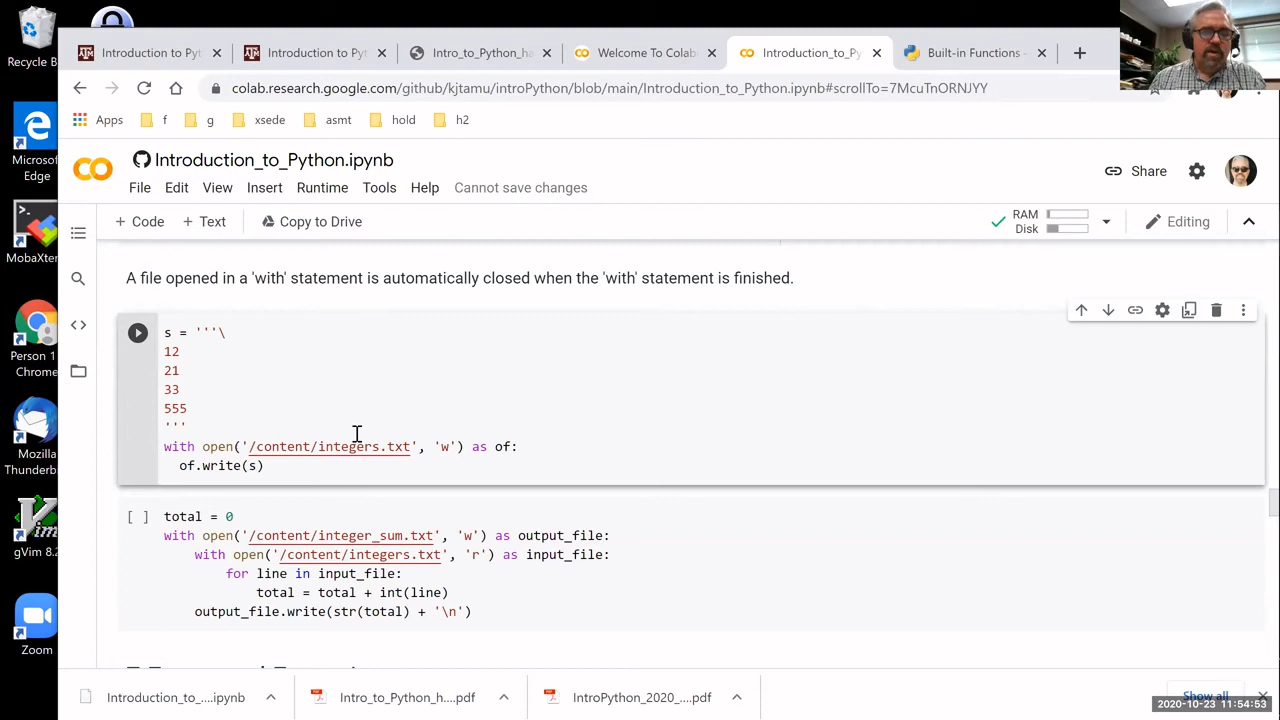 Recycle B
Introduction to Pyt
Introduction to Pyt
Intro_to_Python_h
Welcome To Colab
Introduction_to_Py
Built-in Functions -
colab.research.google.com/github/kjtamu/IntroPython/blob/main/Introduction_to_Python.ipynb#scrollTo=7McuTnORNJYY
Apps
f
g
xsede
asmt
hold
h2
Microsof
Edge
Introduction_to_Python.ipynb
Share
File Edit View Insert Runtime Tools Help Cannot save changes
+ Code + Text Copy to Drive
RAM
Disk
Editing
MobaXter
A file opened in a 'with' statement is automatically closed when the 'with' statement is finished.
s = '''\
12
21
33
555
'''
with open('/content/integers.txt', 'w') as of:
of.write(s)
Person 1
Chrome
Mozilla
Thunderb
[ ] total = 0
with open('/content/integer_sum.txt', 'w') as output_file:
with open('/content/integers.txt', 'r') as input_file:
for line in input_file:
total = total + int(line)
output_file.write(str(total) + '\n')
gVim 8.2
Zoom
Introduction_to_....ipynb
Intro_to_Python_h....pdf
IntroPython_2020_....pdf
Show all
2020-10-23 11:54:53